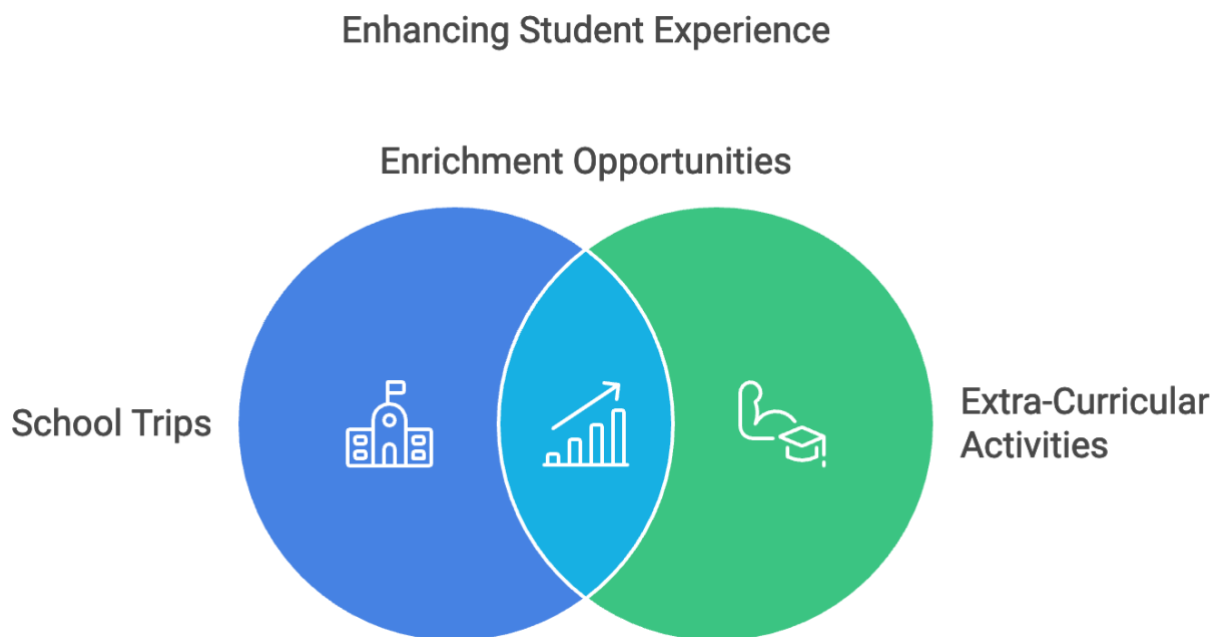 Enhancing Student Experience
Enrichment Opportunities
School Trips
Extra-Curricular
Activities